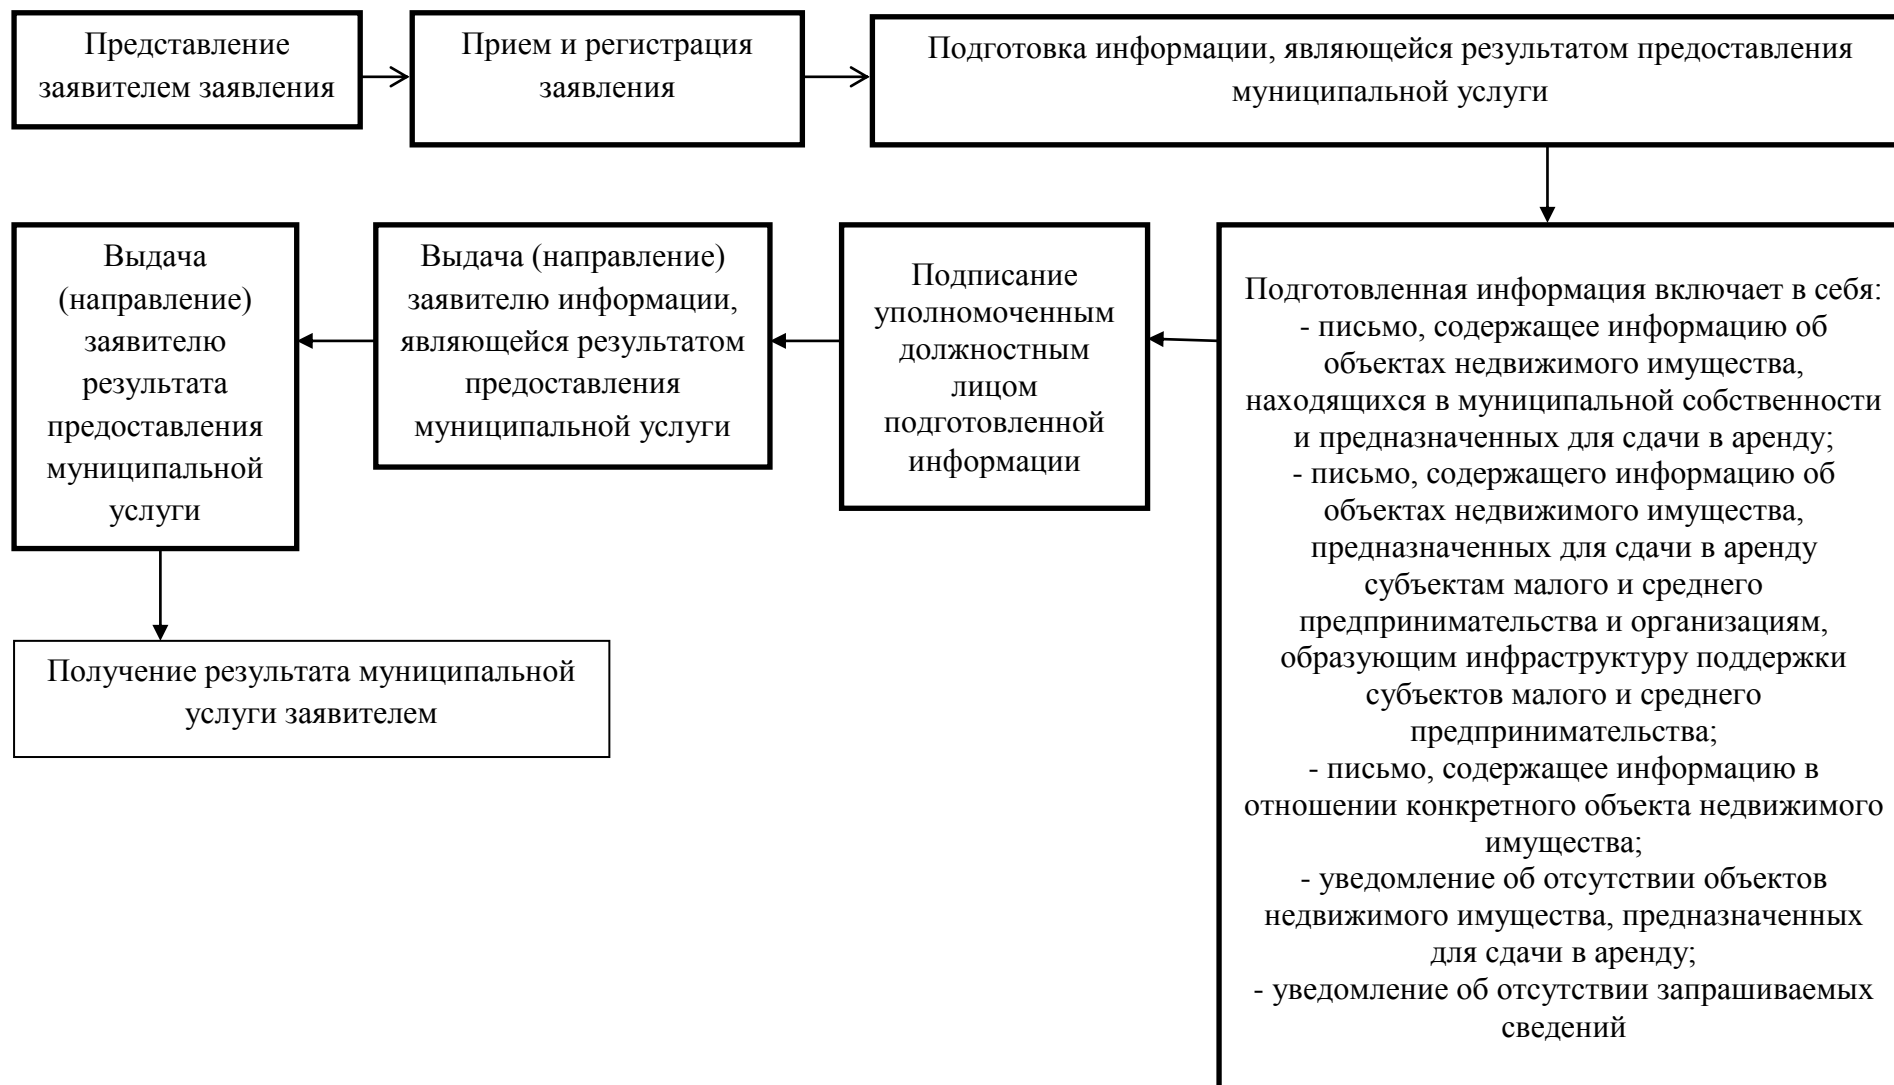 Представление
заявителем заявления
Прием и регистрация
заявления
Подготовка информации, являющейся результатом предоставления
муниципальной услуги
Подготовленная информация включает в себя:
- письмо, содержащее информацию об
объектах недвижимого имущества,
находящихся в муниципальной собственности
и предназначенных для сдачи в аренду;
- письмо, содержащего информацию об
объектах недвижимого имущества,
предназначенных для сдачи в аренду
субъектам малого и среднего
предпринимательства и организациям,
образующим инфраструктуру поддержки
субъектов малого и среднего
предпринимательства;
- письмо, содержащее информацию в
отношении конкретного объекта недвижимого
имущества;
- уведомление об отсутствии объектов
недвижимого имущества, предназначенных
для сдачи в аренду;
- уведомление об отсутствии запрашиваемых
сведений
Подписание
уполномоченным
должностным
лицом
подготовленной
информации
Выдача (направление)
заявителю информации,
являющейся результатом
предоставления
муниципальной услуги
Выдача
(направление)
заявителю
результата
предоставления
муниципальной
услуги
Получение результата муниципальной
услуги заявителем